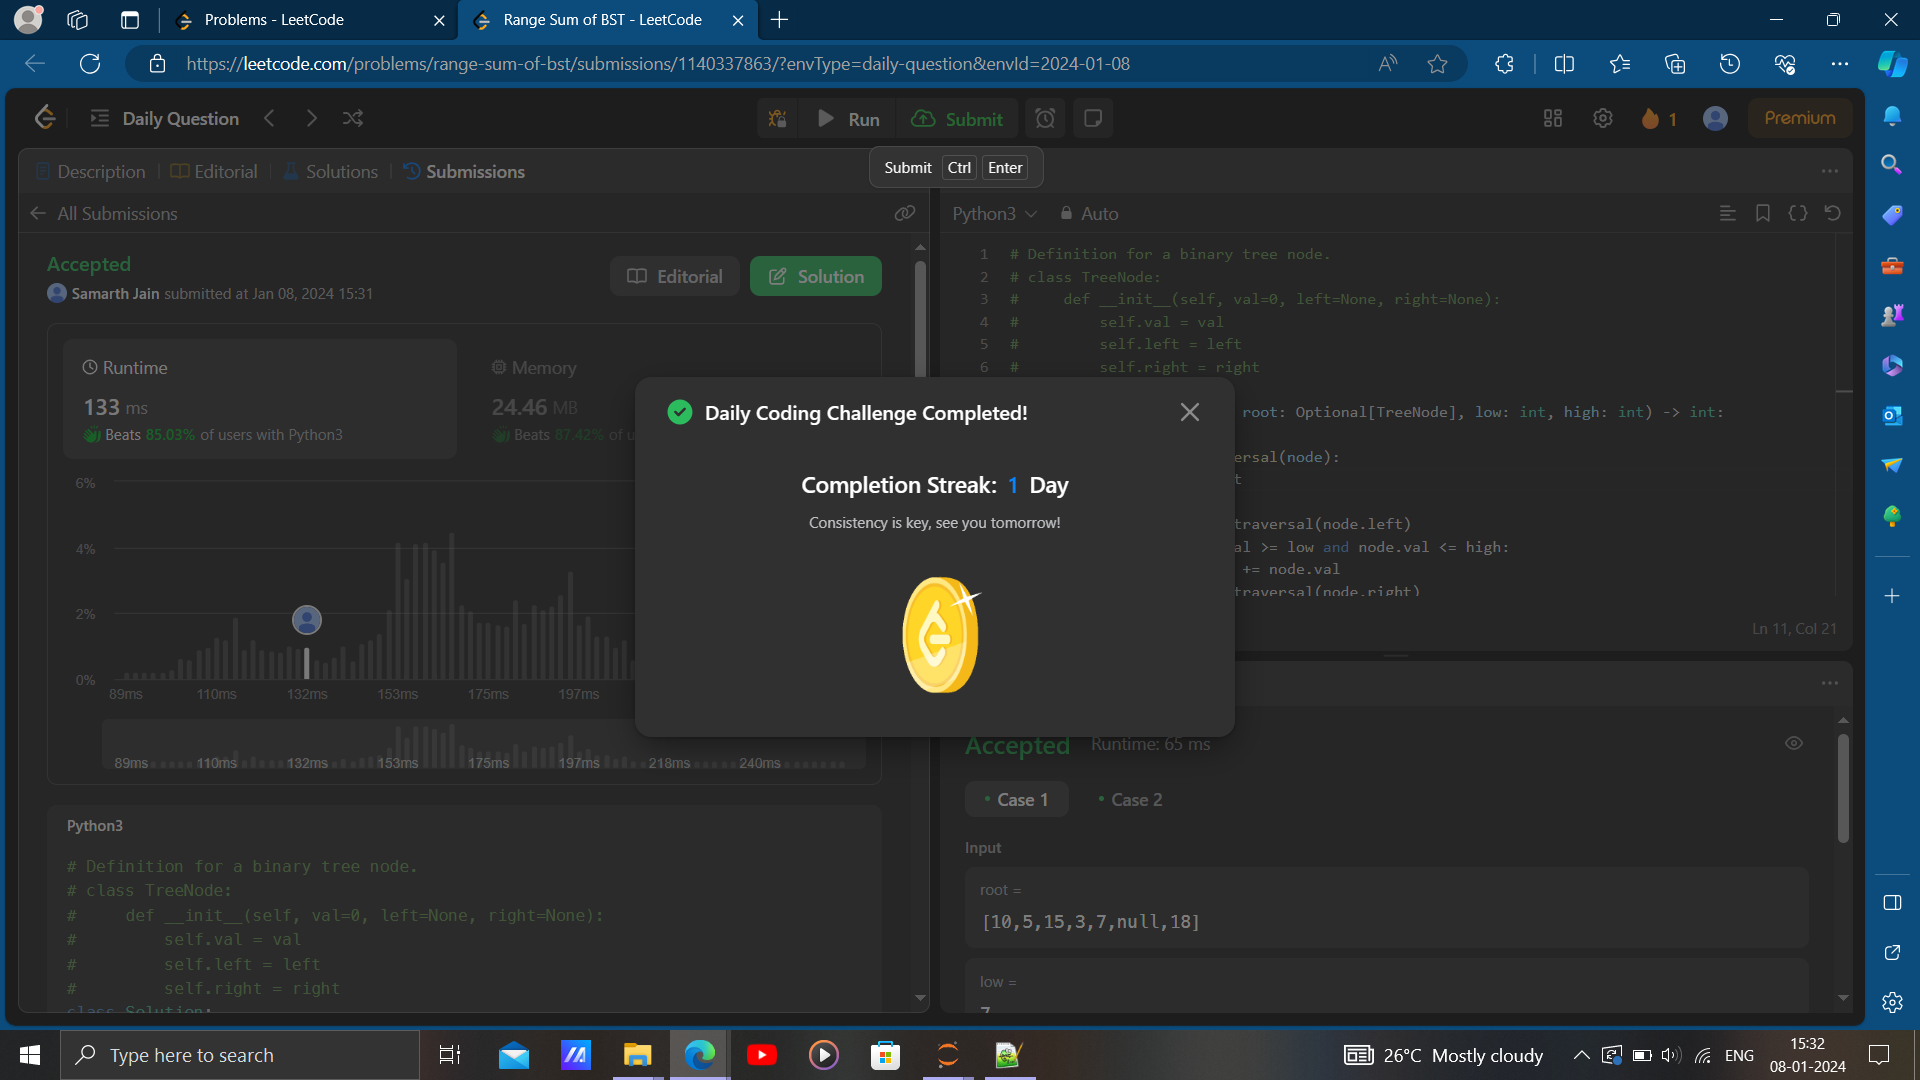 Problems - LeetCode
Range Sum of BST - LeetCode
https://leetcode.com/problems/range-sum-of-bst/submissions/1140337863/?envType=daily-question&envId=2024-01-08
Daily Question
Run
Submit
1
Premium
Submit Ctrl Enter
Description
Editorial
Solutions
Submissions
All Submissions
Accepted
Samarth Jain submitted at Jan 08, 2024 15:31
Editorial
Solution
Runtime
133 ms
Beats 85.03% of users with Python3
Memory
24.46 MB
Beats 87.42% of u
6%
4%
2%
0%
89ms 110ms 132ms 153ms 175ms 197ms
89ms 110ms 132ms 153ms 175ms 197ms 218ms 240ms
Python3
# Definition for a binary tree node.
# class TreeNode:
#     def __init__(self, val=0, left=None, right=None):
#         self.val = val
#         self.left = left
#         self.right = right
class Solution:
Python3
Auto
1 # Definition for a binary tree node.
2 # class TreeNode:
3 #     def __init__(self, val=0, left=None, right=None):
4 #         self.val = val
5 #         self.left = left
6 #         self.right = right
root: Optional[TreeNode], low: int, high: int) -> int:
ersal(node):
t
traversal(node.left)
al >= low and node.val <= high:
+= node.val
traversal(node.right)
Ln 11, Col 21
Daily Coding Challenge Completed!
Completion Streak: 1 Day
Consistency is key, see you tomorrow!
Accepted
Runtime: 65 ms
Case 1
Case 2
Input
root =
[10,5,15,3,7,null,18]
low =
7
Type here to search
26°C Mostly cloudy
ENG
15:32
08-01-2024